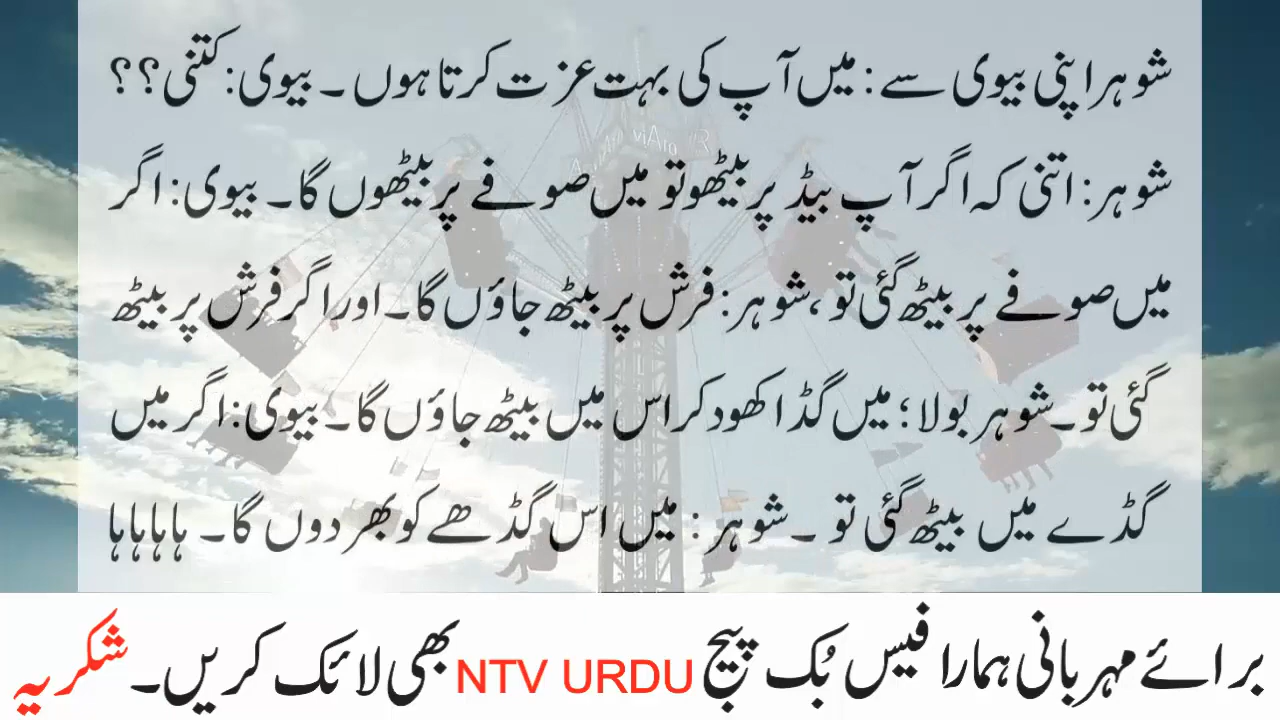 شوہر اپنی بیوی سے : میں آپ کی بہت عزت کرتا ہوں ۔ بیوی: کتنی؟؟
شوہر: اتنی کہ اگر آپ بیڈ پر بیٹھو تو میں صوفے پر بیٹھوں گا۔ بیوی: اگر
میں صوفے پر بیٹھ گئی تو ،شوہر: فرش پر بیٹھ جاؤں گا۔ اور اگر فرش پر بیٹھ
گئی تو۔ شوہر بولا؛ میں گڈا کھود کر اس میں بیٹھ جاؤں گا۔ بیوی: اگر میں
گڈے میں بیٹھ گئی تو ۔ شوہر: میں اس گڈھے کو بھر دوں گا۔ ہاہاہاہا
برائے مہربانی ہمارا فیس بُک پیج NTV URDU بھی لائک کریں۔ شکریہ